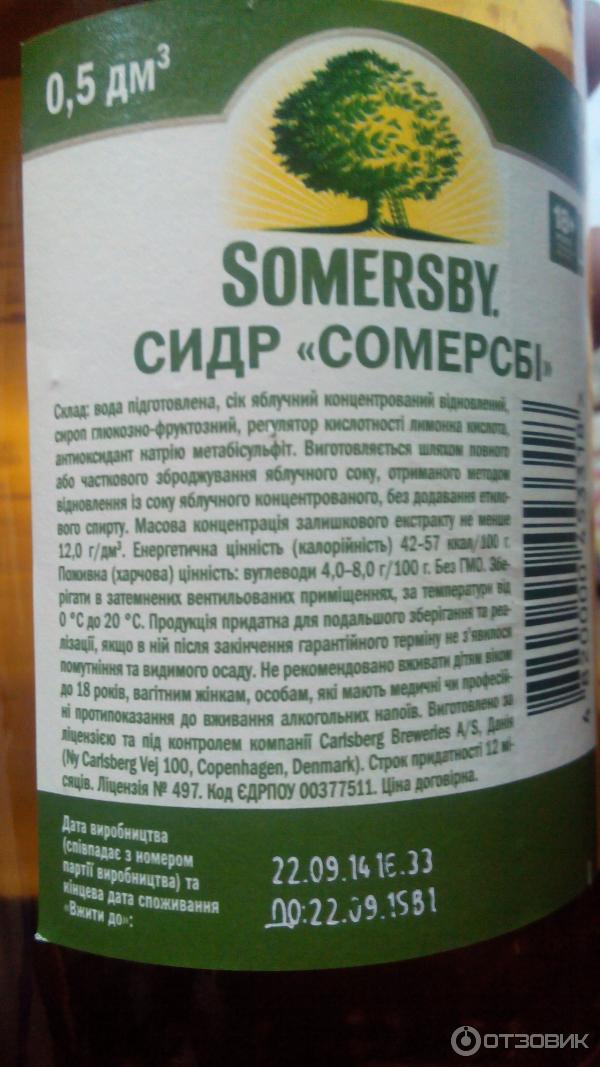 0,5 дм³
18+
SOMERSBY.
СИДР «СОМЕРСБІ»
Склад: вода підготовлена, сік яблучний концентрований відновлений,
сироп глюкозно-фруктозний, регулятор кислотності лимонна кислота,
антиоксидант натрію метабісульфіт. Виготовляється шляхом повного
або часткового зброджування яблучного соку, отриманого методом
відновлення із соку яблучного концентрованого, без додавання етило-
вого спирту. Масова концентрація залишкового екстракту не менше
12,0 г/дм³. Енергетична цінність (калорійність) 42-57 ккал/100 г.
Поживна (харчова) цінність: вуглеводи 4,0-8,0 г/100 г. Без ГМО. Збе-
рігати в затемнених вентильованих приміщеннях, за температури від
0 °С до 20 °С. Продукція придатна для подальшого зберігання та реа-
лізації, якщо в ній після закінчення гарантійного терміну не з'явилося
помутніння та видимого осаду. Не рекомендовано вживати дітям віком
до 18 років, вагітним жінкам, особам, які мають медичні чи професій-
ні протипоказання до вживання алкогольних напоїв. Виготовлено за
ліцензією та під контролем компанії Carlsberg Breweries A/S, Данія
(Ny Carlsberg Vej 100, Copenhagen, Denmark). Строк придатності 12 мі-
сяців. Ліцензія № 497. Код ЄДРПОУ 00377511. Ціна договірна.
Дата виробництва
(співпадає з номером
партії виробництва) та
кінцева дата споживання
«Вжити до»:
22.09.14 16.33
ДО:22.09.15В1
ОТЗОВИК